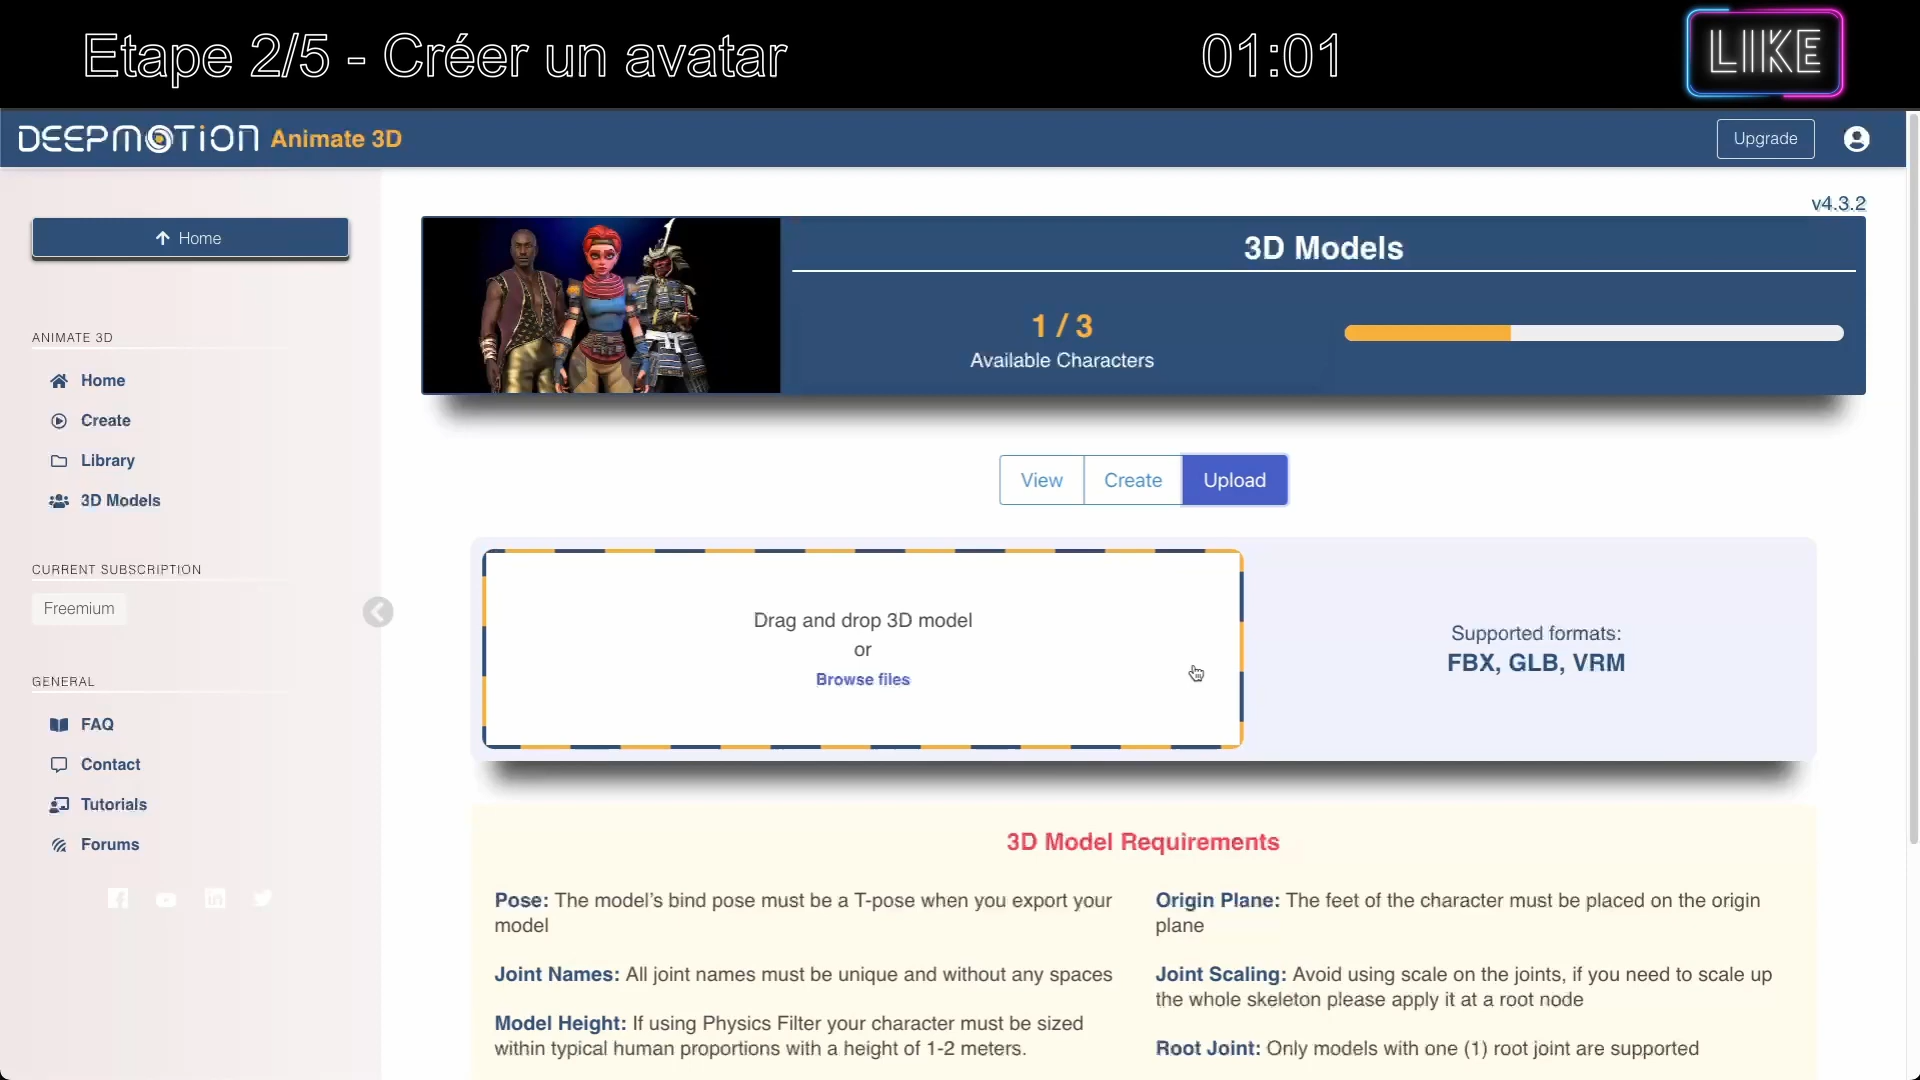 Etape 2/5 - Créer un avatar
01:01
LIKE
DEEPMOTION Animate 3D
Upgrade
v4.3.2
Home
3D Models
1 / 3
Available Characters
ANIMATE 3D
Home
Create
Library
3D Models
View
Create
Upload
CURRENT SUBSCRIPTION
Freemium
Drag and drop 3D model
or
Browse files
Supported formats:
FBX, GLB, VRM
GENERAL
FAQ
Contact
Tutorials
Forums
3D Model Requirements
Pose: The model’s bind pose must be a T-pose when you export your
model
Joint Names: All joint names must be unique and without any spaces
Model Height: If using Physics Filter your character must be sized
within typical human proportions with a height of 1-2 meters.
Origin Plane: The feet of the character must be placed on the origin
plane
Joint Scaling: Avoid using scale on the joints, if you need to scale up
the whole skeleton please apply it at a root node
Root Joint: Only models with one (1) root joint are supported